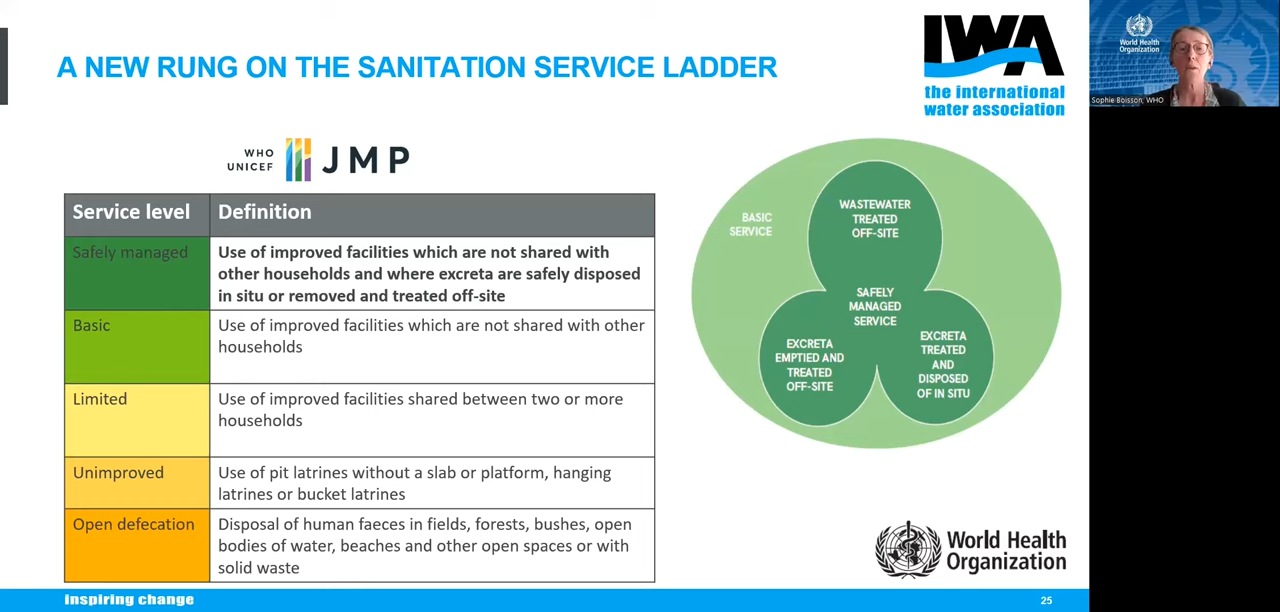 A NEW RUNG ON THE SANITATION SERVICE LADDER
IWA
the international
water association
World Health
Organization
Sophie Boisson, WHO
WHO
UNICEF
JMP
Service level
Definition
Safely managed
Use of improved facilities which are not shared with
other households and where excreta are safely disposed
in situ or removed and treated off-site
Basic
Use of improved facilities which are not shared with other
households
Limited
Use of improved facilities shared between two or more
households
Unimproved
Use of pit latrines without a slab or platform, hanging
latrines or bucket latrines
Open defecation
Disposal of human faeces in fields, forests, bushes, open
bodies of water, beaches and other open spaces or with
solid waste
BASIC
SERVICE
WASTEWATER
TREATED
OFF-SITE
SAFELY
MANAGED
SERVICE
EXCRETA
EMPTIED AND
TREATED
OFF-SITE
EXCRETA
TREATED
AND
DISPOSED
OF IN SITU
World Health
Organization
inspiring change
25